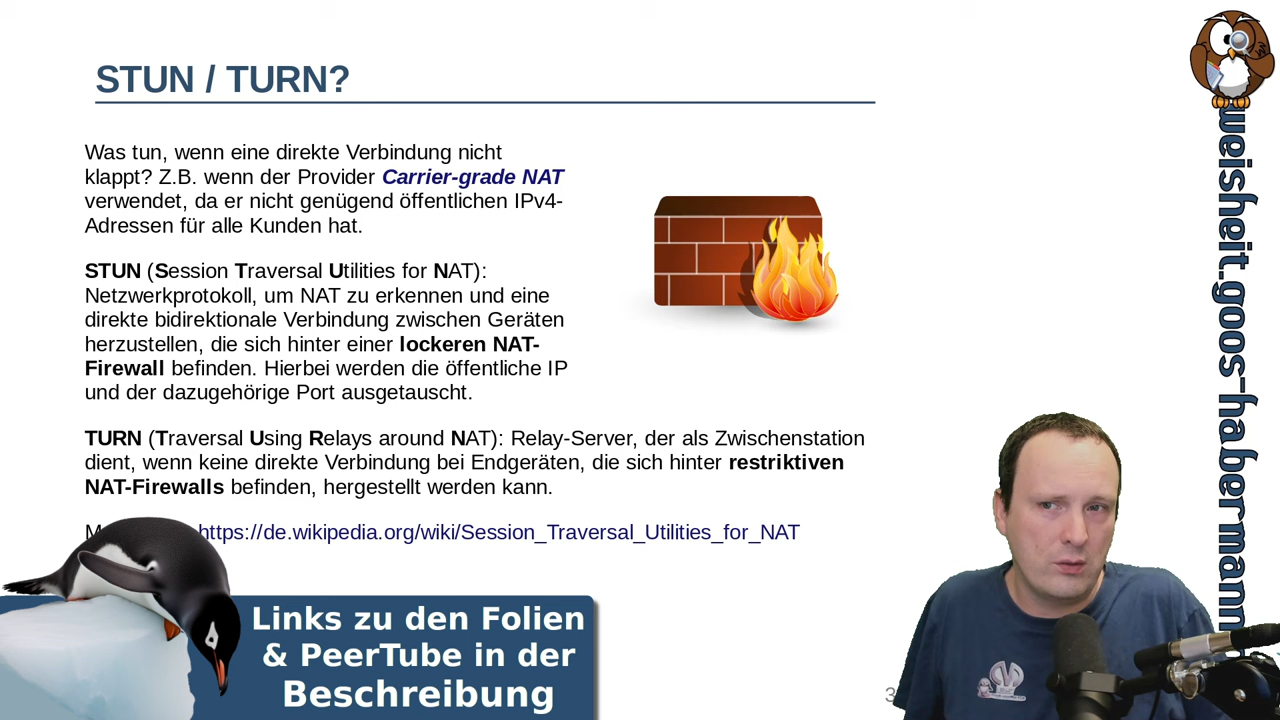 STUN / TURN?
Was tun, wenn eine direkte Verbindung nicht
klappt? Z.B. wenn der Provider Carrier-grade NAT
verwendet, da er nicht genügend öffentlichen IPv4-
Adressen für alle Kunden hat.
STUN (Session Traversal Utilities for NAT):
Netzwerkprotokoll, um NAT zu erkennen und eine
direkte bidirektionale Verbindung zwischen Geräten
herzustellen, die sich hinter einer lockeren NAT-
Firewall befinden. Hierbei werden die öffentliche IP
und der dazugehörige Port ausgetauscht.
TURN (Traversal Using Relays around NAT): Relay-Server, der als Zwischenstation
dient, wenn keine direkte Verbindung bei Endgeräten, die sich hinter restriktiven
NAT-Firewalls befinden, hergestellt werden kann.
https://de.wikipedia.org/wiki/Session_Traversal_Utilities_for_NAT
Links zu den Folien
& PeerTube in der
Beschreibung
weisheit.goos-habermann